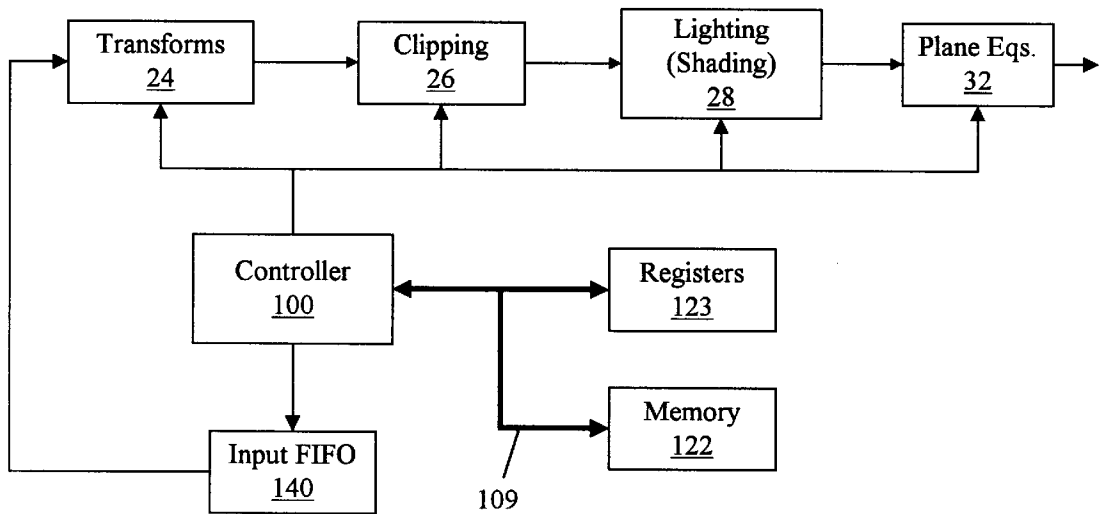 Transforms
24
Clipping
26
Lighting
(Shading)
28
Plane Eqs.
32
Controller
100
Registers
123
Memory
122
Input FIFO
140
109